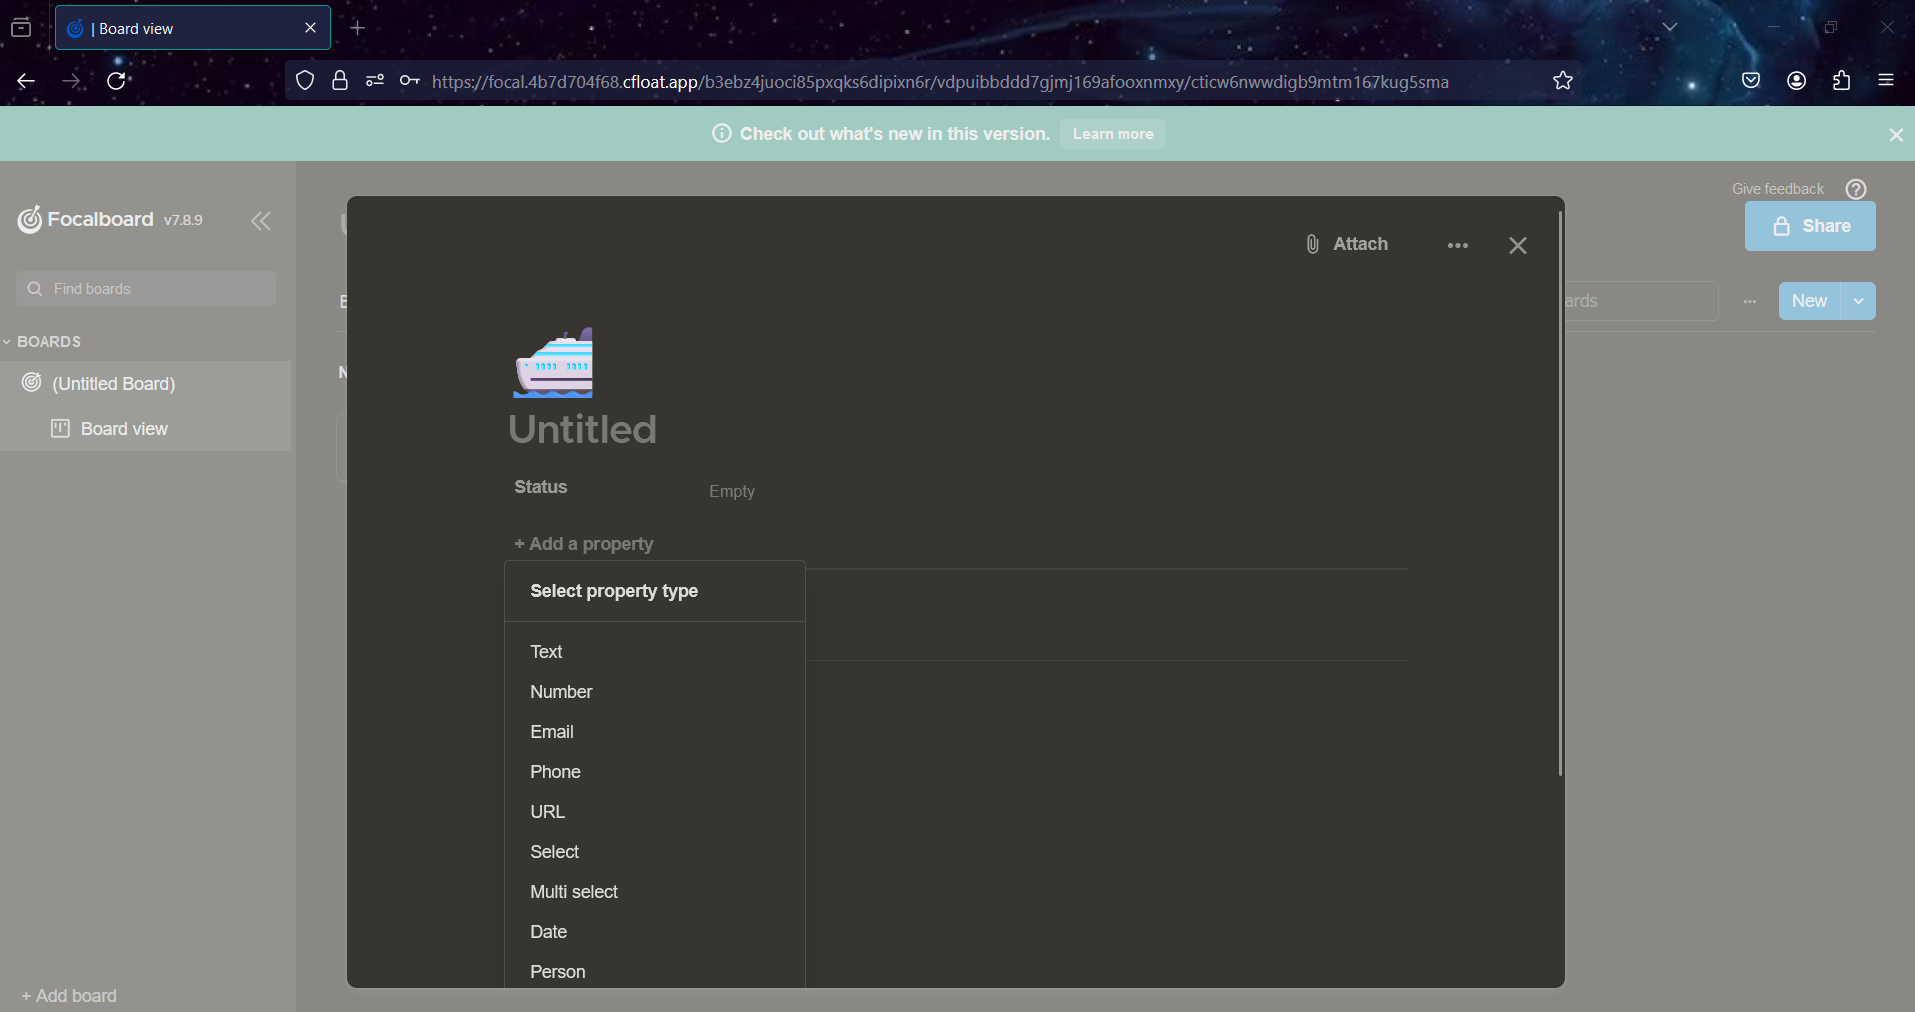 | Board view
https://focal.4b7d704f68.cfloat.app/b3ebz4juoci85pxqks6dipixn6r/vdpuibbddd7gjmj169afooxnmxy/cticw6nwwdigb9mtm167kug5sma
Check out what's new in this version. Learn more
Give feedback
Focalboard v7.8.9
Share
Attach
Find boards
ards
New
BOARDS
(Untitled Board)
Board view
Untitled
Status Empty
+ Add a property
Select property type
Text
Number
Email
Phone
URL
Select
Multi select
Date
Person
+ Add board